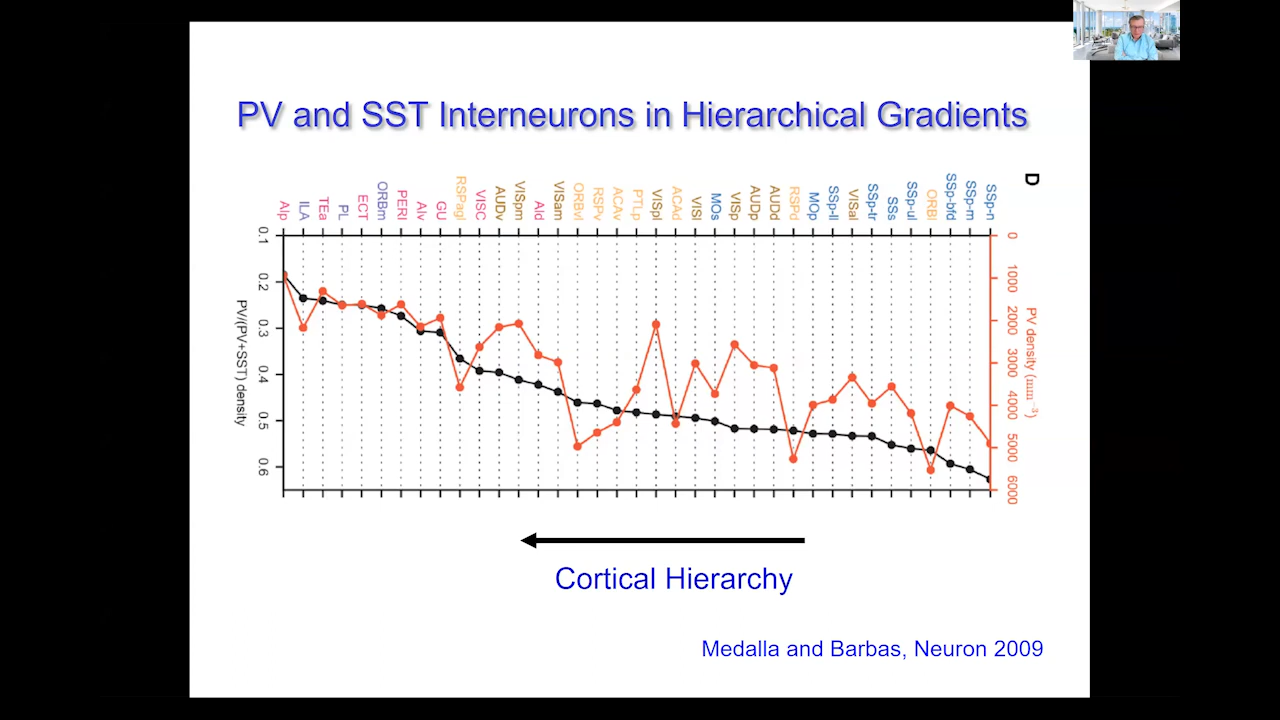 PV and SST Interneurons in Hierarchical Gradients
D
AIp
ILA
TEa
PL
ECT
ORBm
PERI
AIv
GU
RSPagl
VISC
AUDv
VISpm
AId
VISam
ORBvl
RSPv
ACAv
PTLp
VISpl
ACAd
VISl
MOs
VISp
AUDp
AUDd
RSPd
MOp
SSp-ll
VISal
SSp-tr
SSs
SSp-ul
ORBl
SSp-bfd
SSp-m
SSp-n
0.1
0.2
0.3
0.4
0.5
0.6
PV/(PV+SST) density
0
1000
2000
3000
4000
5000
6000
PV density (mm⁻³)
Cortical Hierarchy
Medalla and Barbas, Neuron 2009